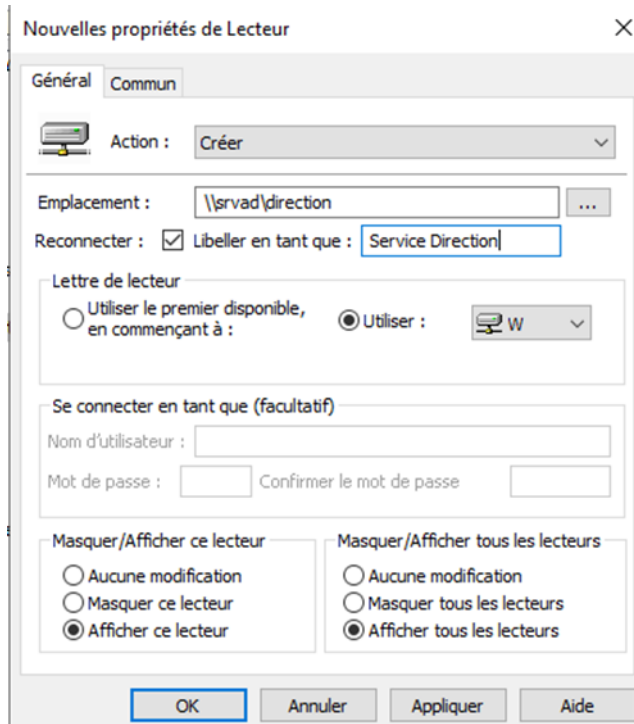 Nouvelles propriétés de Lecteur
Général Commun
Action : Créer
Emplacement : \\srvad\direction ...
Reconnecter : Libeller en tant que : Service Direction
Lettre de lecteur
Utiliser le premier disponible,
en commençant à :
Utiliser : W
Se connecter en tant que (facultatif)
Nom d'utilisateur :
Mot de passe : Confirmer le mot de passe
Masquer/Afficher ce lecteur
Aucune modification
Masquer ce lecteur
Afficher ce lecteur
Masquer/Afficher tous les lecteurs
Aucune modification
Masquer tous les lecteurs
Afficher tous les lecteurs
OK Annuler Appliquer Aide